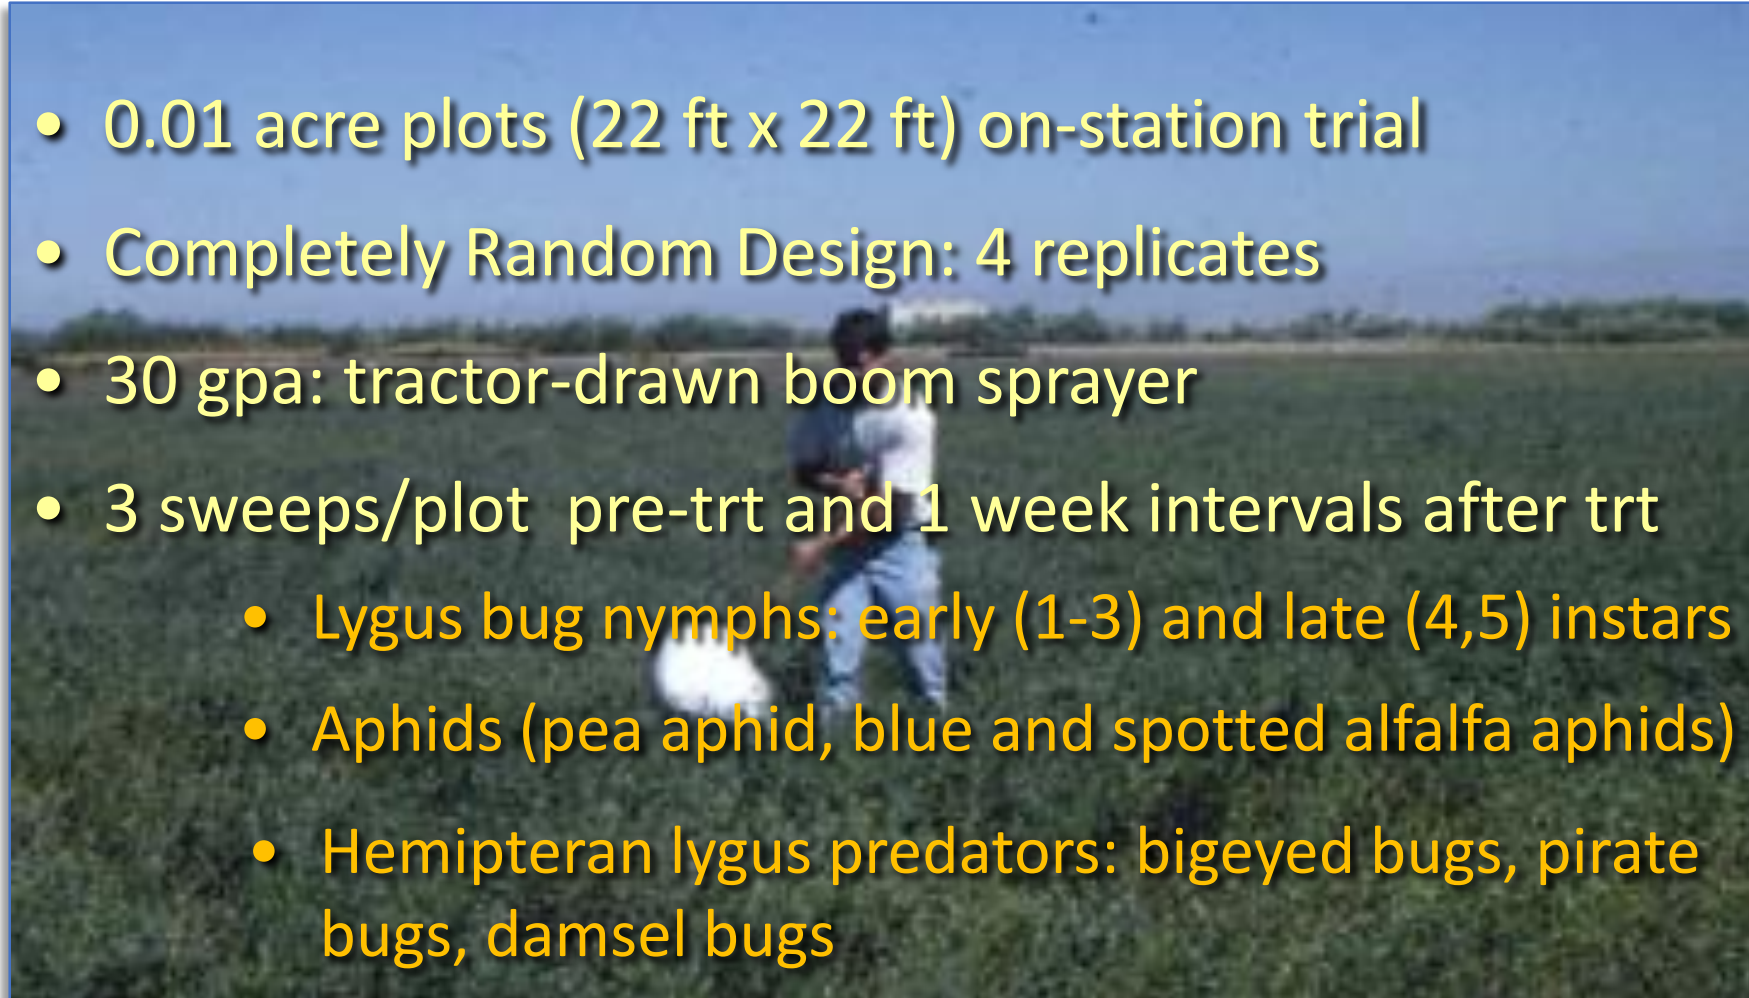 • 0.01 acre plots (22 ft x 22 ft) on-station trial
• Completely Random Design: 4 replicates
• 30 gpa: tractor-drawn boom sprayer
• 3 sweeps/plot  pre-trt and 1 week intervals after trt
• Lygus bug nymphs: early (1-3) and late (4,5) instars
• Aphids (pea aphid, blue and spotted alfalfa aphids)
• Hemipteran lygus predators: bigeyed bugs, pirate
bugs, damsel bugs